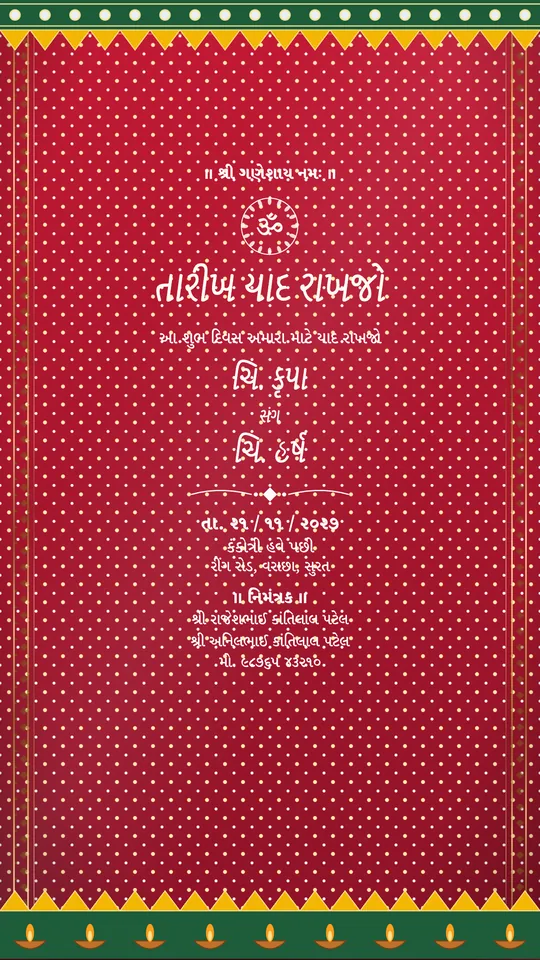 ॥ શ્રી ગણેશાય નમઃ ॥
ૐ
તારીખ યાદ રાખજો
આ શુભ દિવસ અમારા માટે યાદ રાખજો
ચિ. કૃપા
સંગ
ચિ. હર્ષ
તા. ૨૧ / ૧૧ / ૨૦૨૭
કંકોત્રી હવે પછી
રીંગ રોડ, વરાછા, સુરત
॥ નિમંત્રક ॥
શ્રી રાજેશભાઈ કાંતિલાલ પટેલ
શ્રી અનિલભાઈ કાંતિલાલ પટેલ
મો. ૯૮૭૬૫ ૪૩૨૧૦